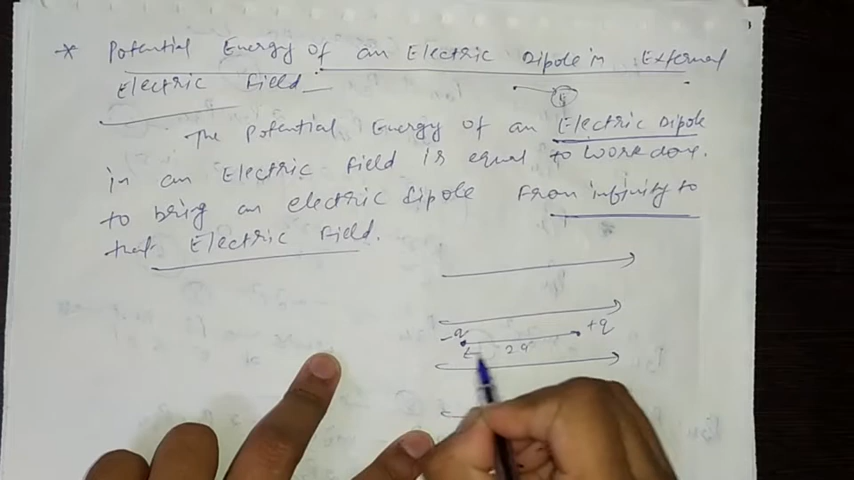 * Potential Energy of an Electric Dipole in External
Electric Field
The Potential Energy of an Electric Dipole
in an Electric field is equal to work done.
to bring an electric dipole from infinity to
that Electric Field.
-q +q
2a